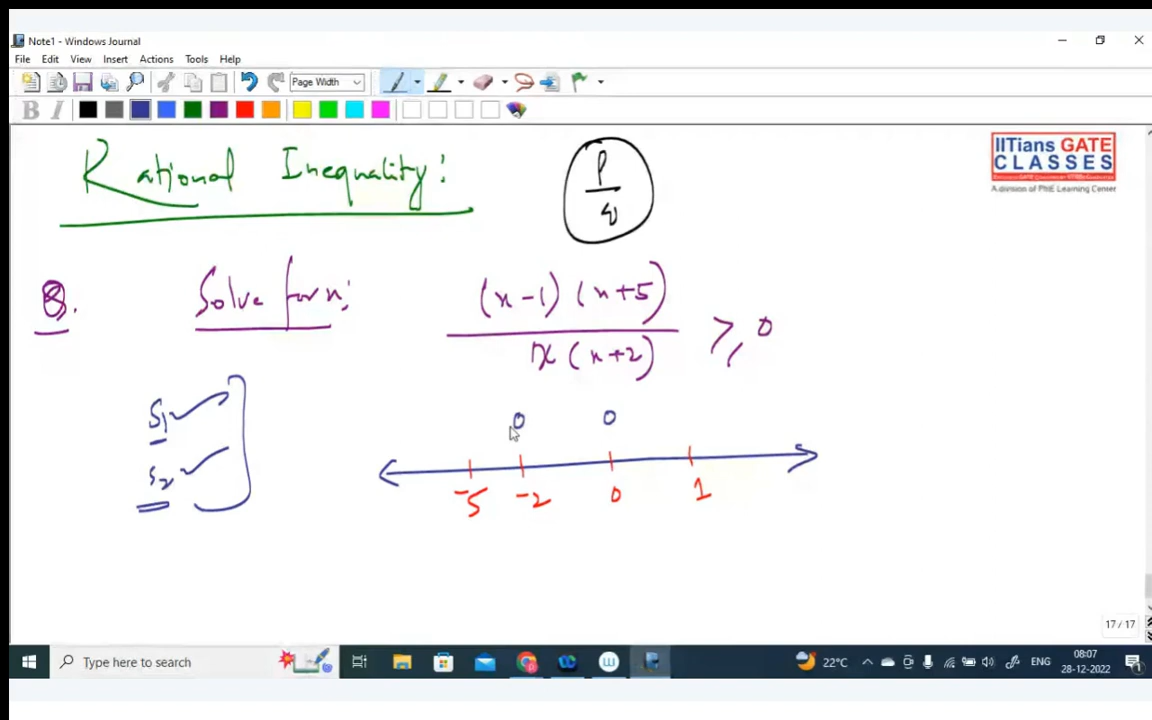 Note1 - Windows Journal
File Edit View Insert Actions Tools Help
Page Width
B I
Rational Inequality:
P
q
IITians GATE
CLASSES
A division of PhIE Learning Center
Q. Solve for x:
(x-1) (x+5)
x (x+2)
≥ 0
S1
S2
0 0
-5 -2 0 1
17 / 17
Type here to search
22°C
ENG
08:07
28-12-2022